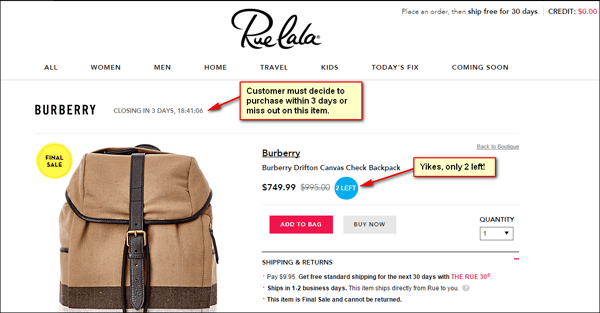 Place an order, then ship free for 30 days. CREDIT: $0.00
Rue La La
ALL WOMEN MEN HOME TRAVEL KIDS TODAY'S FIX COMING SOON
Customer must decide to
purchase within 3 days or
miss out on this item.
BURBERRY CLOSING IN 3 DAYS, 18:41:06
Back to Boutique
FINAL
SALE
Burberry
Burberry Drifton Canvas Check Backpack
Yikes, only 2 left!
$749.99 $995.00 2 LEFT
QUANTITY
ADD TO BAG BUY NOW
1
SHIPPING & RETURNS
· Pay $9.95. Get free standard shipping for the next 30 days with THE RUE 30®.
· Ships in 1-2 business days. This item ships directly from Rue to you
· This item is Final Sale and cannot be returned.